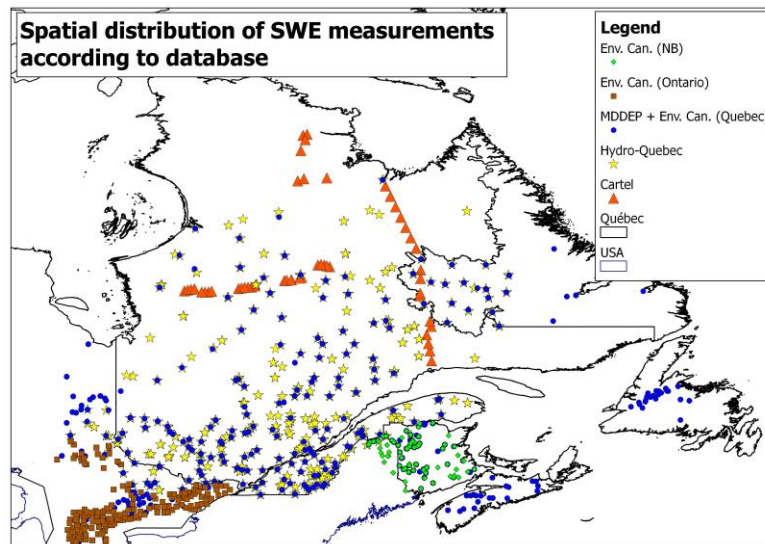 Spatial distribution of SWE measurements
according to database
Legend
Env. Can. (NB)
Env. Can. (Ontario)
MDDEP + Env. Can. (Quebec)
Hydro-Quebec
Cartel
Québec
USA